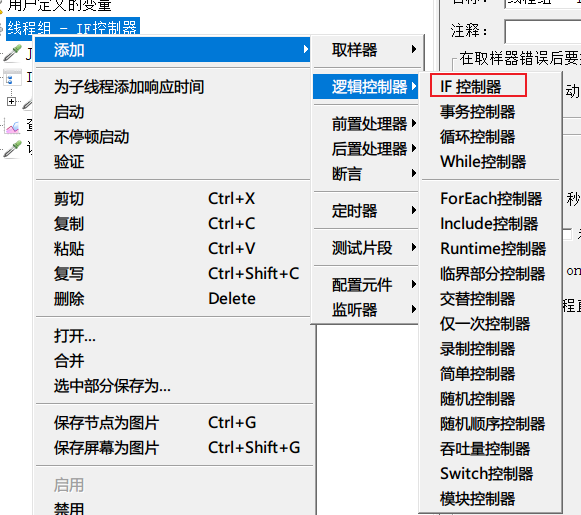 用户定义的变量
线程组 - IF控制器
添加
为子线程添加响应时间
启动
不停顿启动
验证
剪切 Ctrl+X
复制 Ctrl+C
粘贴 Ctrl+V
复写 Ctrl+Shift+C
删除 Delete
打开...
合并
选中部分保存为...
保存节点为图片 Ctrl+G
保存屏幕为图片 Ctrl+Shift+G
启用
禁用
取样器
逻辑控制器
前置处理器
后置处理器
断言
定时器
测试片段
配置元件
监听器
IF 控制器
事务控制器
循环控制器
While控制器
ForEach控制器
Include控制器
Runtime控制器
临界部分控制器
交替控制器
仅一次控制器
录制控制器
简单控制器
随机控制器
随机顺序控制器
吞吐量控制器
Switch控制器
模块控制器
注释:
在取样器错误后要
动
秒
on